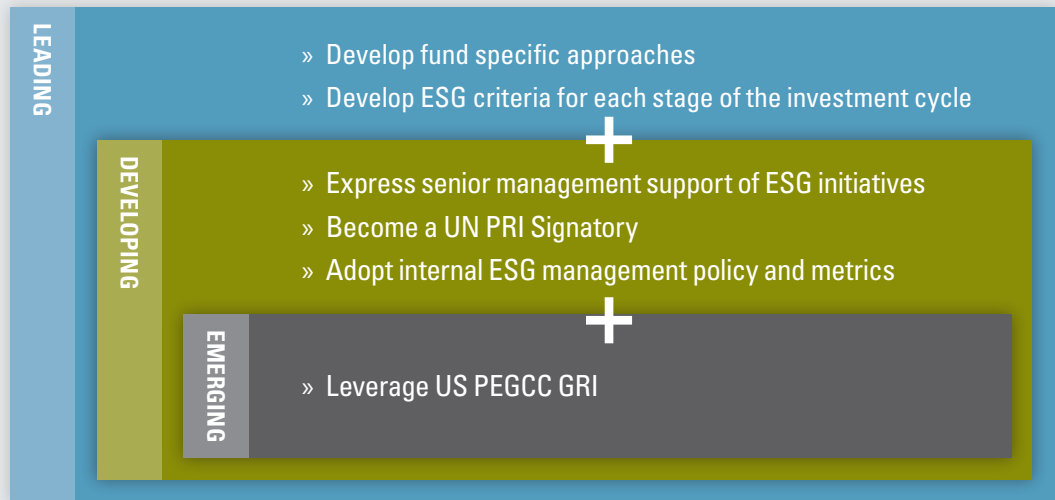 LEADING
» Develop fund specific approaches
» Develop ESG criteria for each stage of the investment cycle
+
DEVELOPING
» Express senior management support of ESG initiatives
» Become a UN PRI Signatory
» Adopt internal ESG management policy and metrics
+
EMERGING
» Leverage US PEGCC GRI